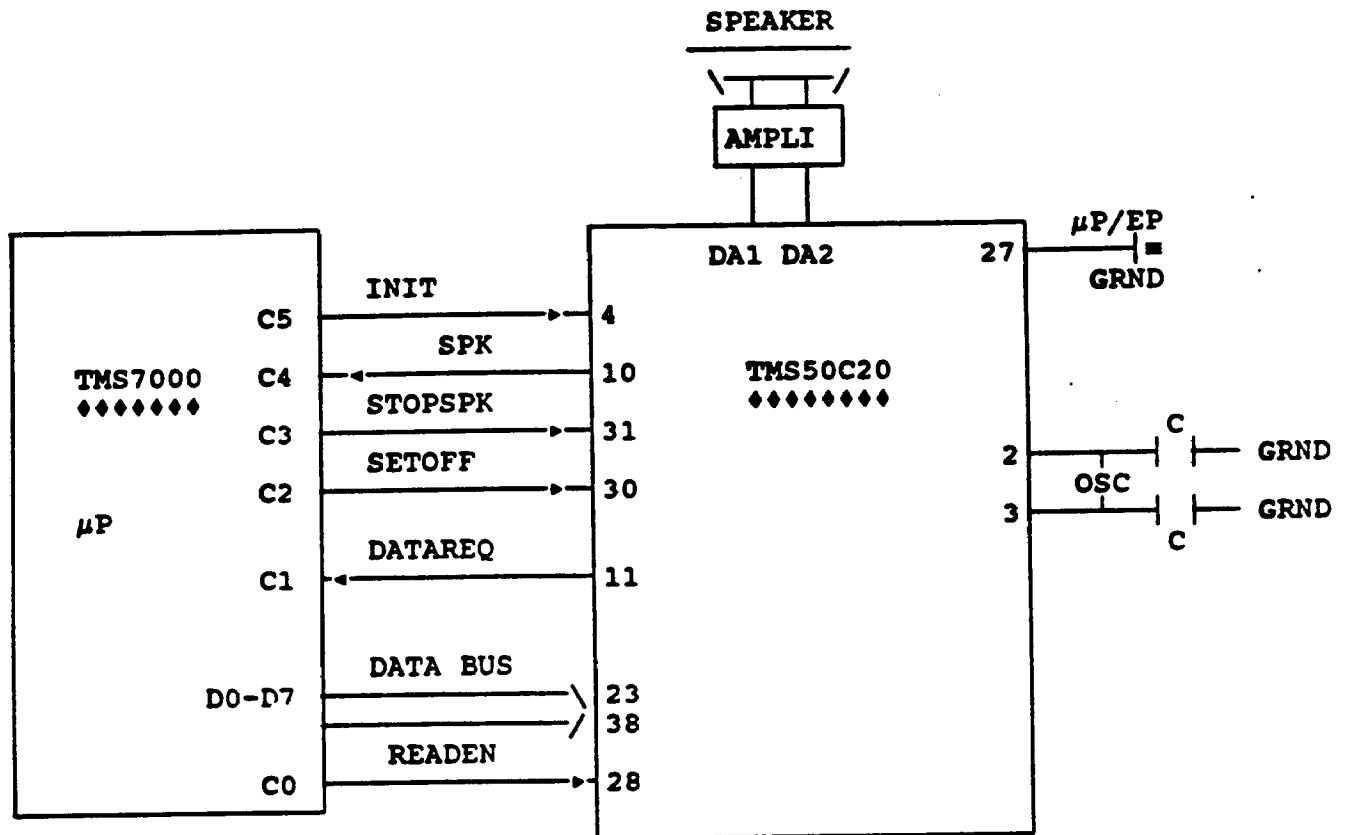 SPEAKER
AMPLI
µP/EP
DA1 DA2
27
GRND
INIT
C5
4
SPK
TMS7000
C4
10
TMS50C20
♦♦♦♦♦♦♦
♦♦♦♦♦♦♦♦
STOPSPK
C3
31
C
SETOFF
2
GRND
C2
30
OSC
µP
3
GRND
C
DATAREQ
C1
11
DATA BUS
D0-D7
23
38
READEN
C0
28